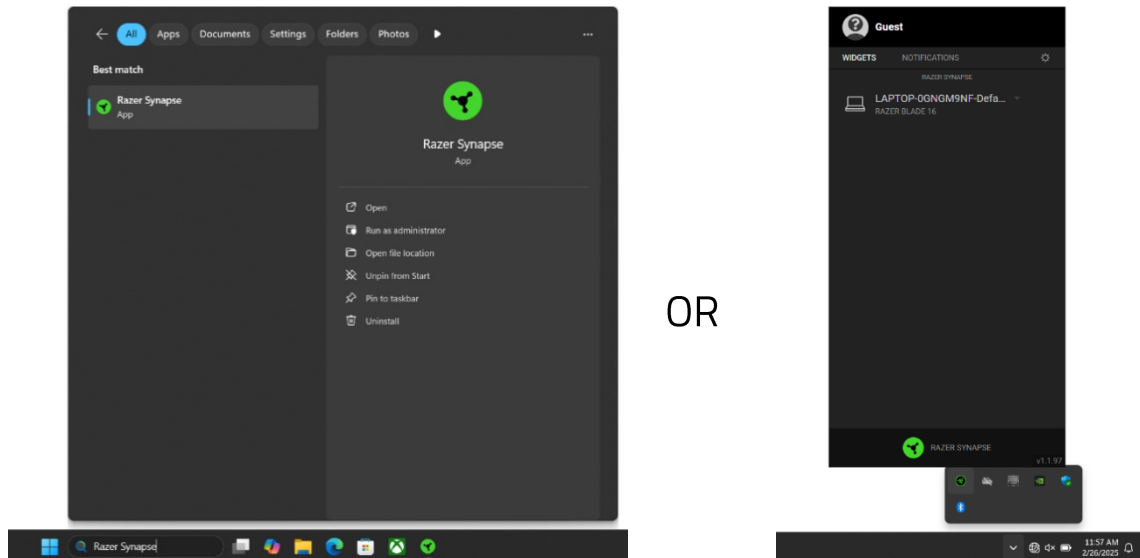 All Apps Documents Settings Folders Photos
Best match
Razer Synapse
App
Razer Synapse
App
Open
Run as administrator
Open file location
Unpin from Start
Pin to taskbar
Uninstall
Razer Synapse
OR
Guest
WIDGETS NOTIFICATIONS
RAZER SYNAPSE
LAPTOP-0GNGM9NF-Defa...
RAZER BLADE 16
RAZER SYNAPSE
v1.1.97
11:57 AM
2/26/2025